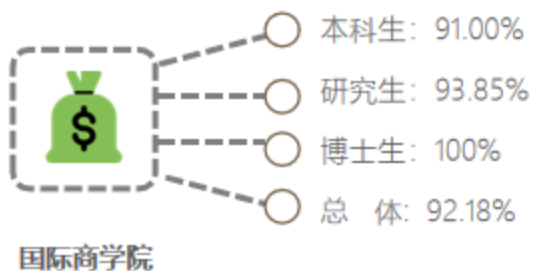 本科生：91.00%
研究生：93.85%
博士生：100%
总 体：92.18%
$
国际商学院